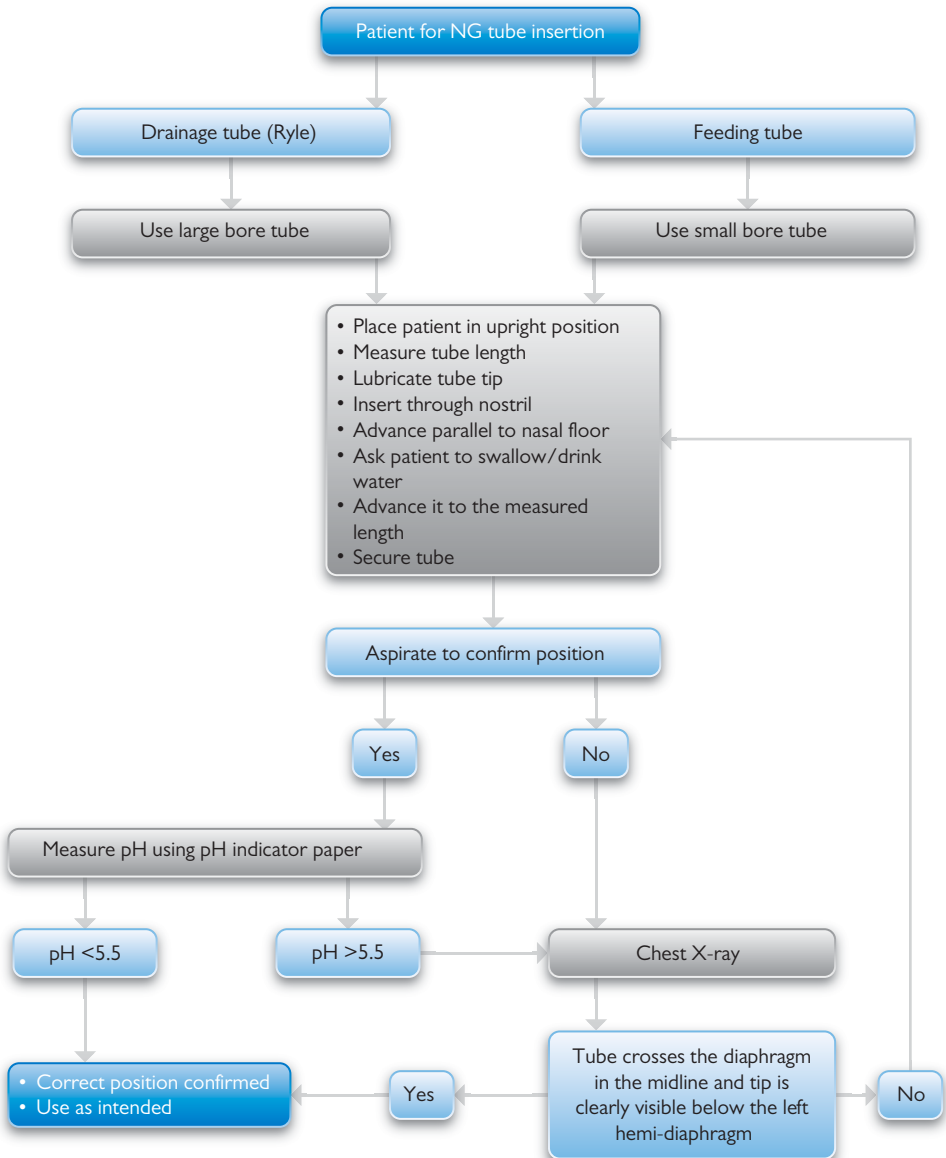 Patient for NG tube insertion
Drainage tube (Ryle)
Feeding tube
Use large bore tube
Use small bore tube
• Place patient in upright position
• Measure tube length
• Lubricate tube tip
• Insert through nostril
• Advance parallel to nasal floor
• Ask patient to swallow/drink
water
• Advance it to the measured
length
• Secure tube
Aspirate to confirm position
Yes
No
Measure pH using pH indicator paper
pH <5.5
pH >5.5
Chest X-ray
Tube crosses the diaphragm
in the midline and tip is
clearly visible below the left
hemi-diaphragm
• Correct position confirmed
• Use as intended
Yes
No